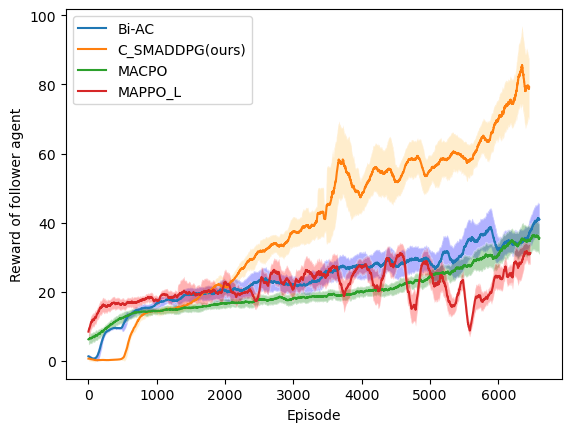 100
80
60
40
20
0
Reward of follower agent
Bi-AC
C_SMADDPG(ours)
MACPO
MAPPO_L
0 1000 2000 3000 4000 5000 6000
Episode